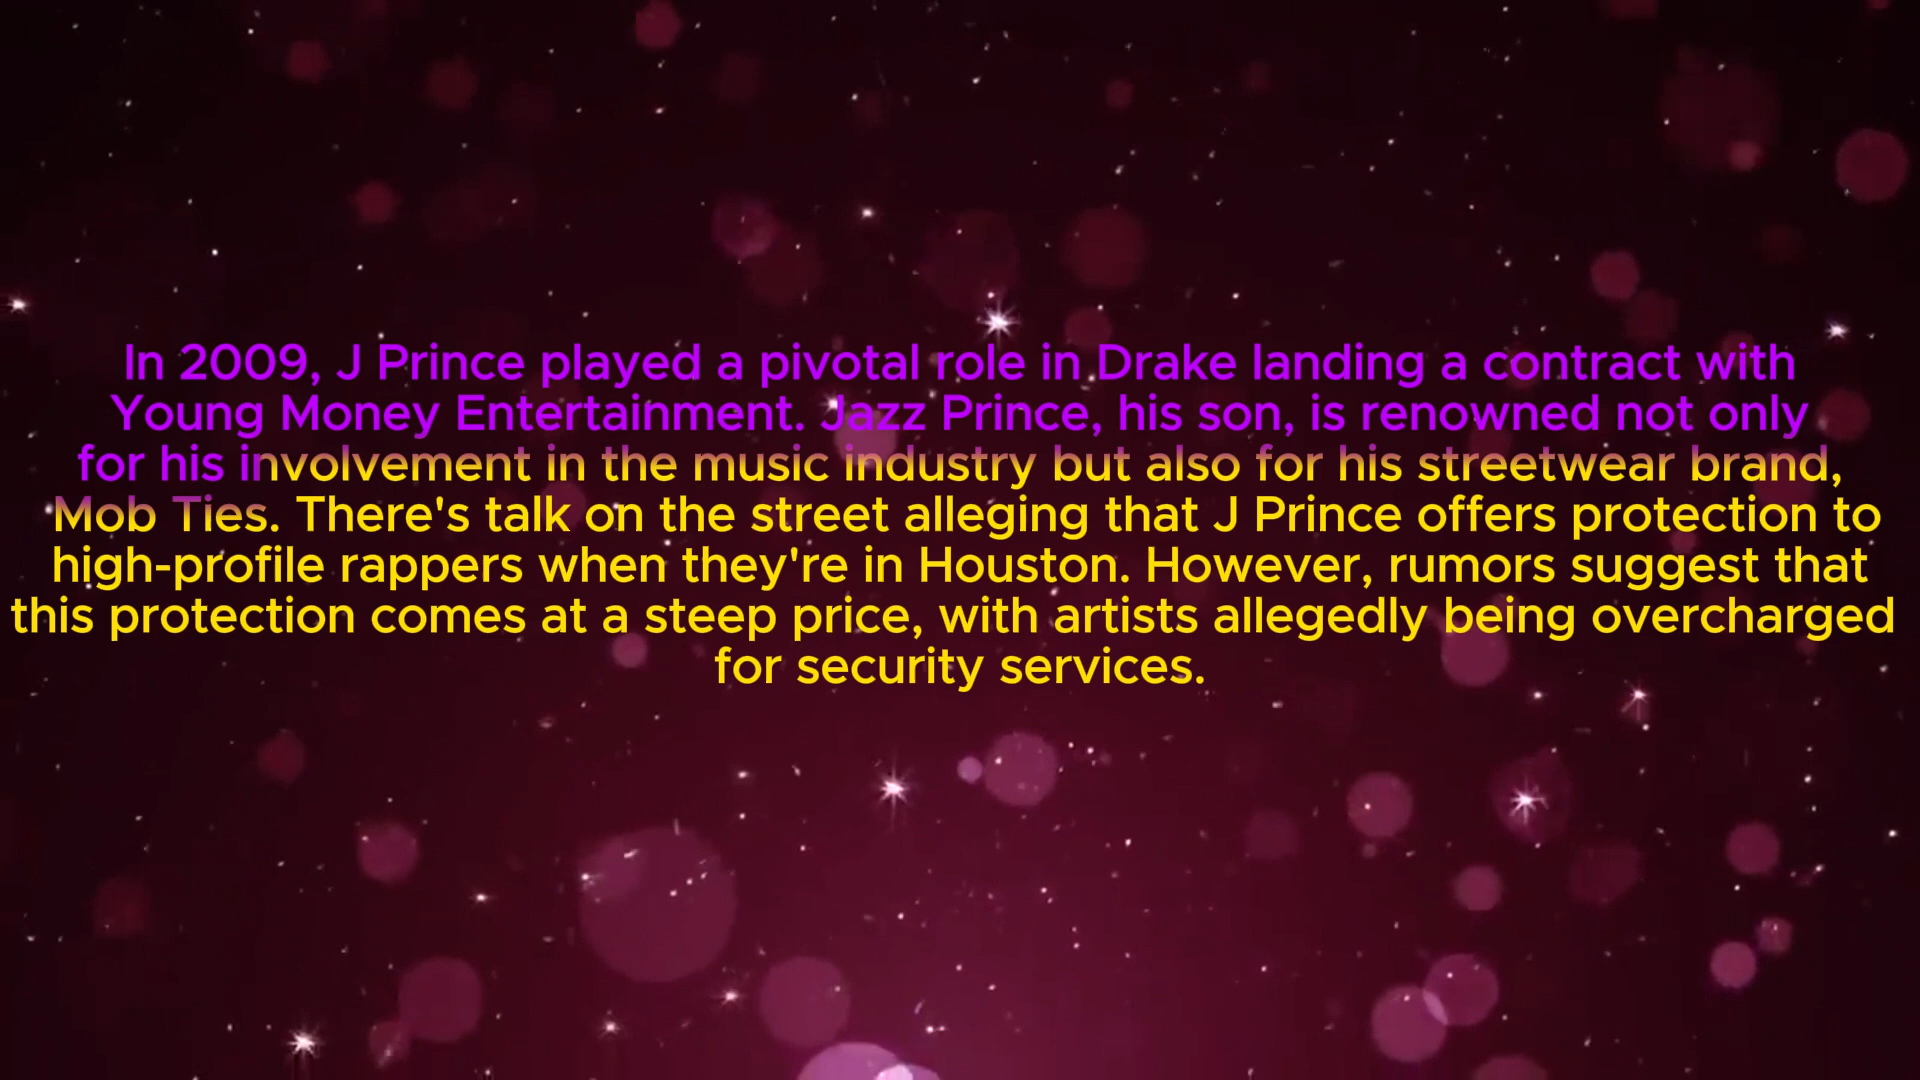 In 2009, J Prince played a pivotal role in Drake landing a contract with
Young Money Entertainment. Jazz Prince, his son, is renowned not only
for his involvement in the music industry but also for his streetwear brand,
Mob Ties. There's talk on the street alleging that J Prince offers protection to
high-profile rappers when they're in Houston. However, rumors suggest that
this protection comes at a steep price, with artists allegedly being overcharged
for security services.